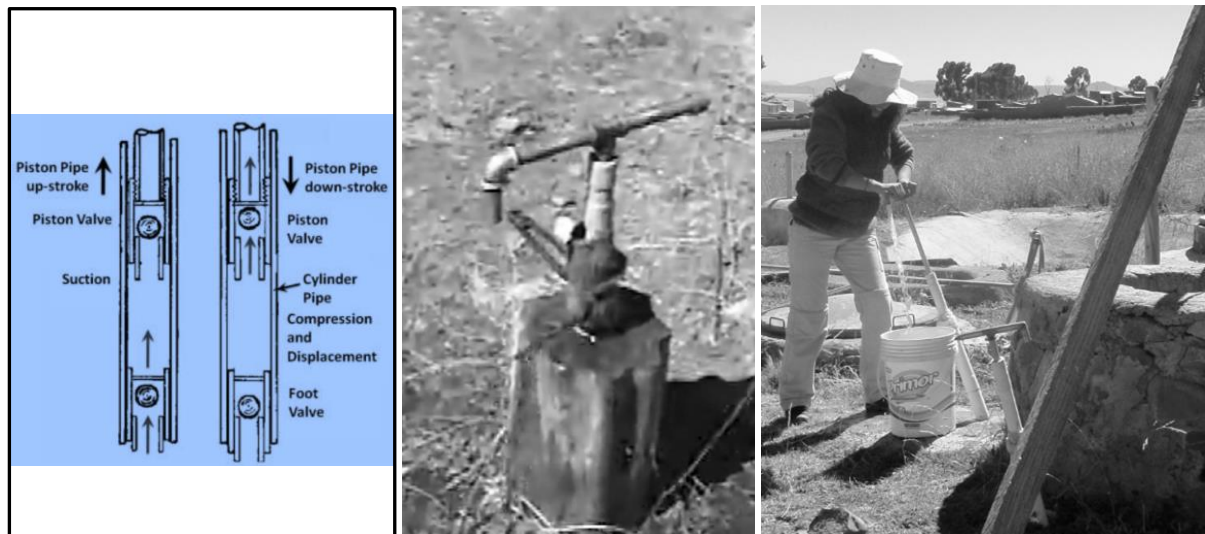 Piston Pipe
up-stroke
Piston Pipe
down-stroke
Piston Valve
Piston
Valve
Suction
Cylinder
Pipe
Compression
and
Displacement
Foot
Valve